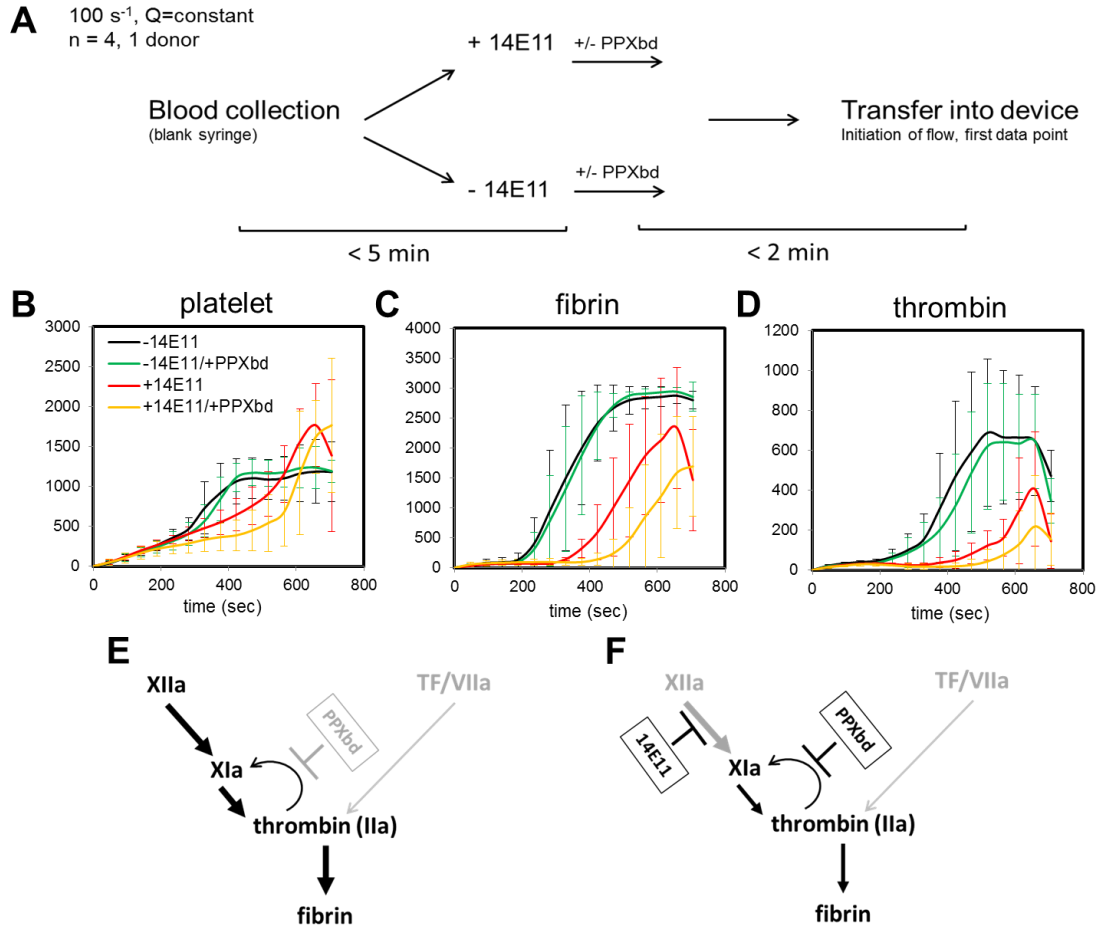 A
100 s-1, Q=constant
n = 4, 1 donor
+ 14E11
+/- PPXbd
Blood collection
(blank syringe)
Transfer into device
Initiation of flow, first data point
- 14E11
+/- PPXbd
< 5 min
< 2 min
B
platelet
3000
2500
2000
1500
1000
500
0
-14E11
-14E11/+PPXbd
+14E11
+14E11/+PPXbd
0
200
400
600
800
time (sec)
C
fibrin
4000
3500
3000
2500
2000
1500
1000
500
0
0
200
400
600
800
time (sec)
D
thrombin
1200
1000
800
600
400
200
0
0
200
400
600
800
time (sec)
E
XIIa
TF/VIIa
PPXbd
XIa
thrombin (IIa)
fibrin
F
XIIa
TF/VIIa
14E11
PPXbd
XIa
thrombin (IIa)
fibrin